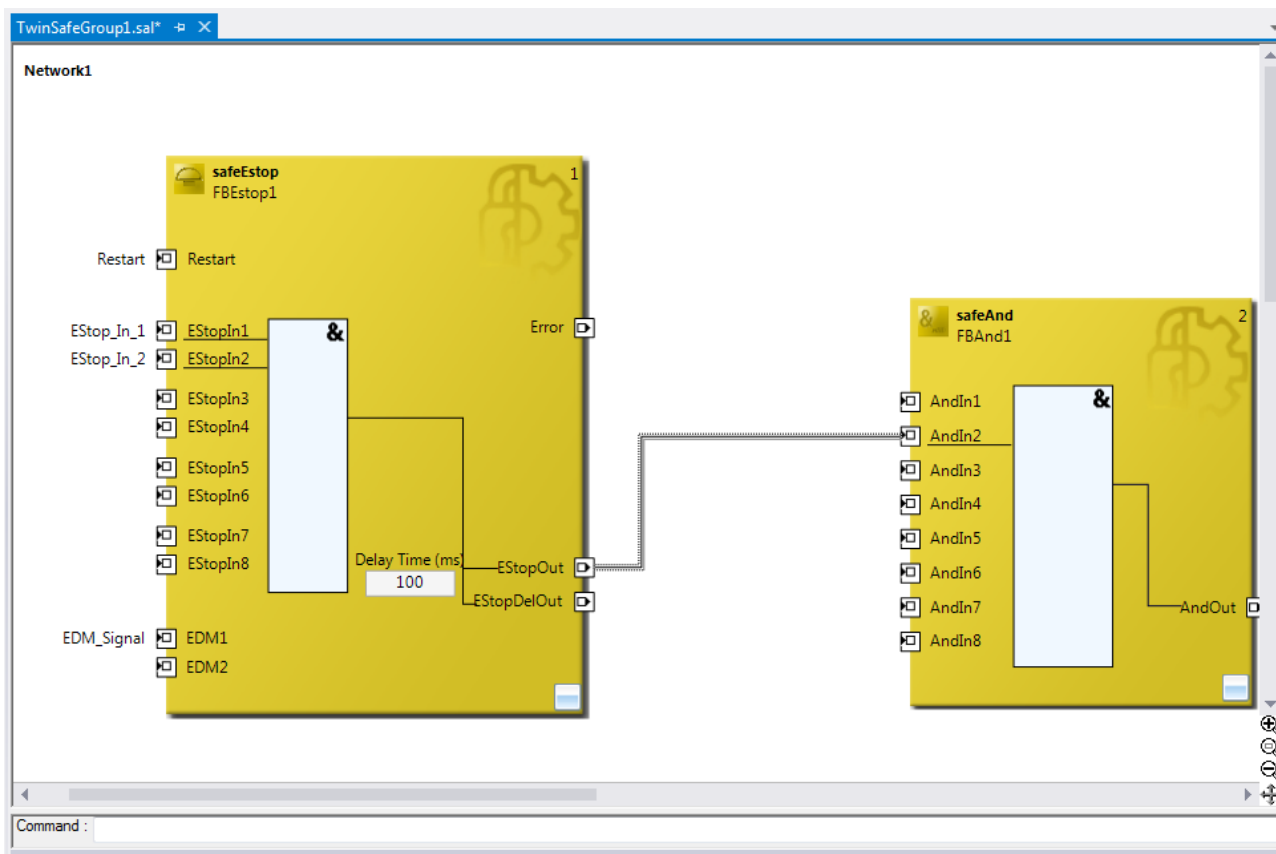 TwinSafeGroup1.sal*
Network1
safeEstop
FBEstop1
1
Restart
Restart
EStop_In_1
EStopIn1
&
Error
EStop_In_2
EStopIn2
EStopIn3
EStopIn4
EStopIn5
EStopIn6
EStopIn7
EStopIn8
Delay Time (ms)
100
EStopOut
EStopDelOut
EDM_Signal
EDM1
EDM2
&
safeAnd
FBAnd1
2
AndIn1
&
AndIn2
AndIn3
AndIn4
AndIn5
AndIn6
AndIn7
AndOut
AndIn8
Command :